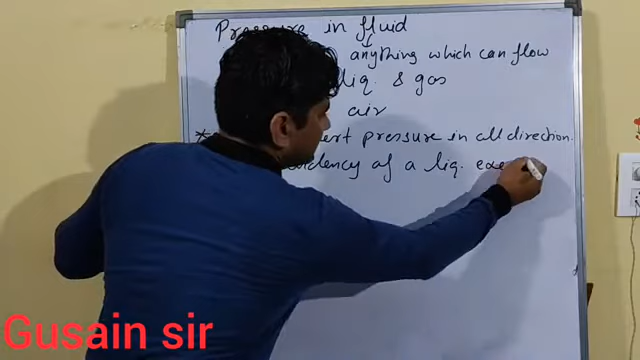 Pressure in fluid
anything which can flow
liq. & gas
air
* ert pressure in all direction.
dency of a liq. exe
Gusain sir